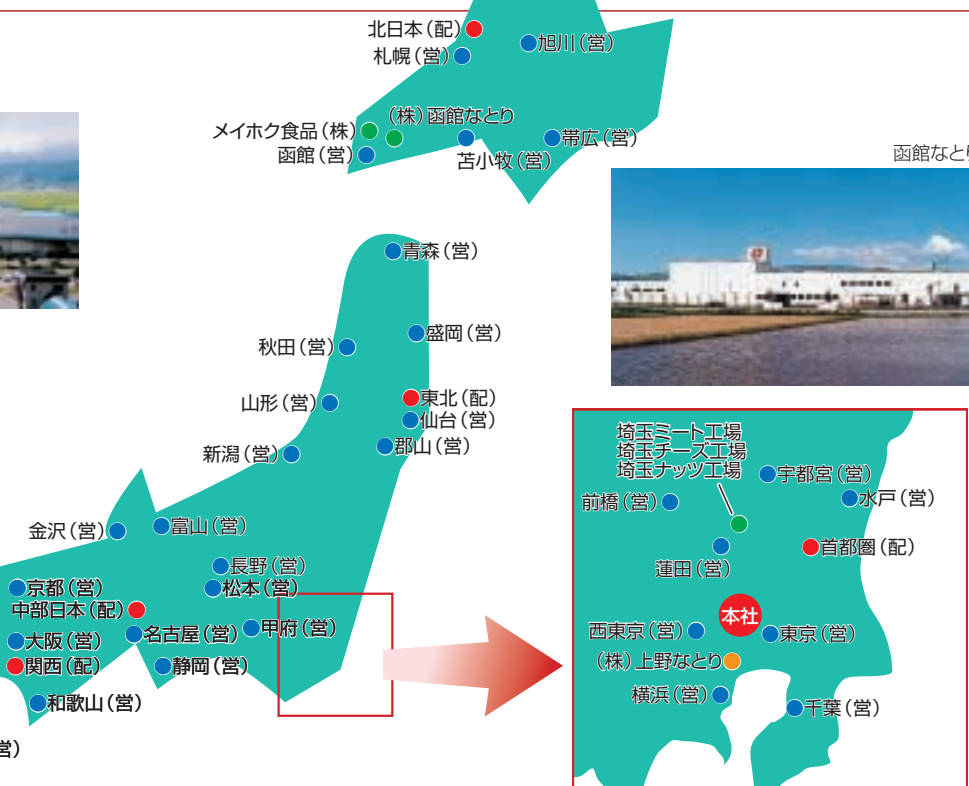 北日本（配）
旭川（営）
札幌（営）
（株）函館なとり
メイホク食品（株）
函館（営）
苫小牧（営）
帯広（営）
函館なとり
青森（営）
盛岡（営）
秋田（営）
山形（営）
東北（配）
仙台（営）
郡山（営）
新潟（営）
金沢（営）
富山（営）
長野（営）
松本（営）
京都（営）
中部日本（配）
名古屋（営）
甲府（営）
大阪（営）
関西（配）
静岡（営）
和歌山（営）
営）
埼玉ミート工場
埼玉チーズ工場
埼玉ナッツ工場
宇都宮（営）
前橋（営）
水戸（営）
首都圏（配）
蓮田（営）
本社
西東京（営）
東京（営）
（株）上野なとり
横浜（営）
千葉（営）